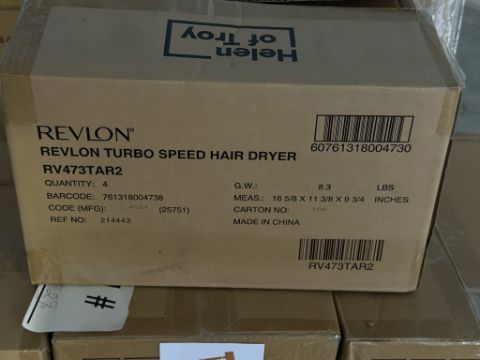 Helen
of Troy
REVLON®
REVLON TURBO SPEED HAIR DRYER
RV473TAR2
QUANTITY: 4
BARCODE: 761318004738
CODE (MFG): (25751)
REF NO: 214443
60761318004730
G.W.: 8.3 LBS
MEAS.: 16 5/8 X 11 3/8 X 9 3/4 INCHES
CARTON NO:
MADE IN CHINA
RV473TAR2
#